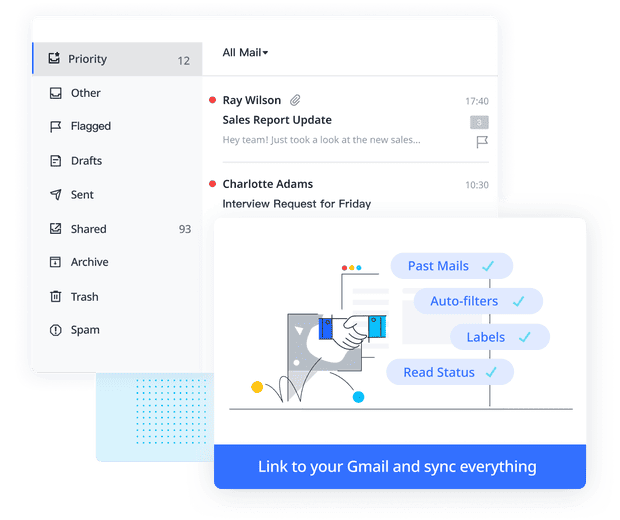 Priority 12
Other
Flagged
Drafts
Sent
Shared 93
Archive
Trash
Spam
All Mail
Ray Wilson 17:40
Sales Report Update 3
Hey team! Just took a look at the new sales...
Charlotte Adams 10:30
Interview Request for Friday
Past Mails
Auto-filters
Labels
Read Status
Link to your Gmail and sync everything